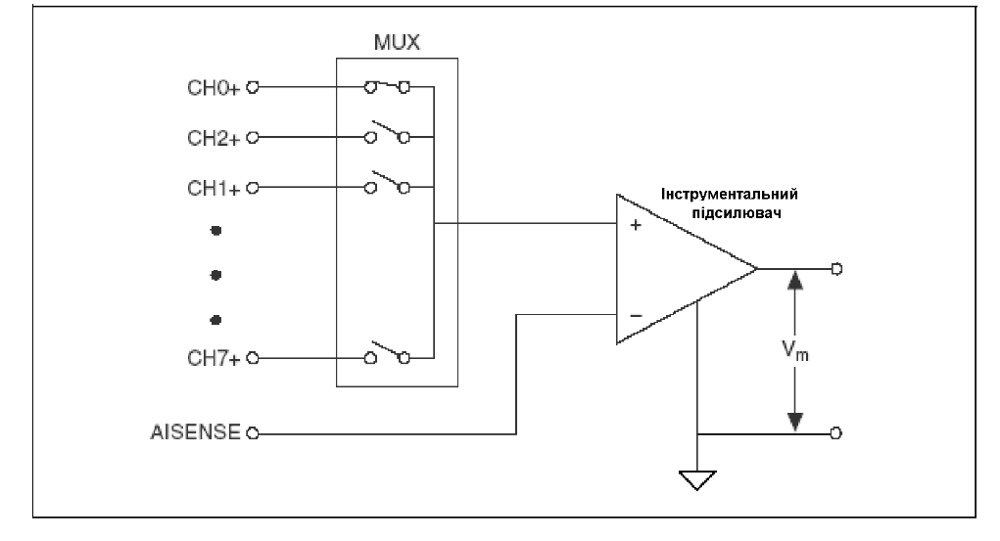 MUX
CH0+
CH2+
CH1+
Інструментальний
підсилювач
+
−
CH7+
Vm
AISENSE